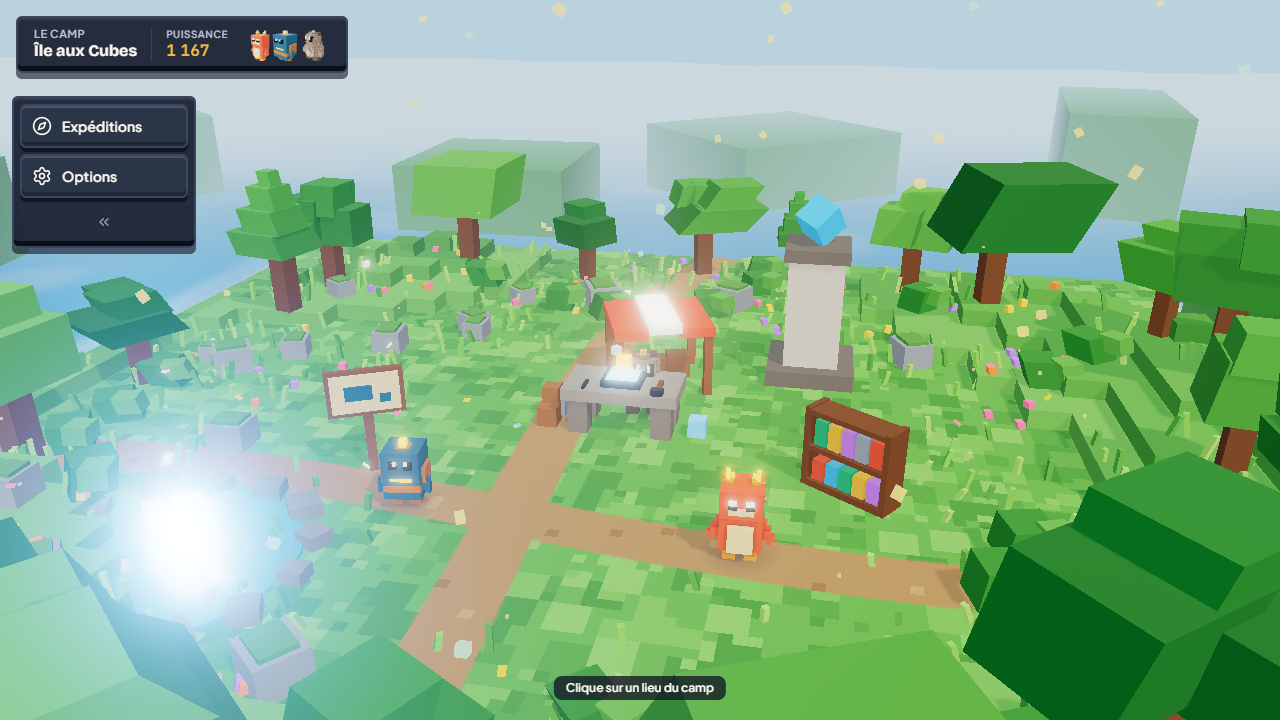 LE CAMP
Île aux Cubes
PUISSANCE
1 167
Expéditions
Options
Clique sur un lieu du camp